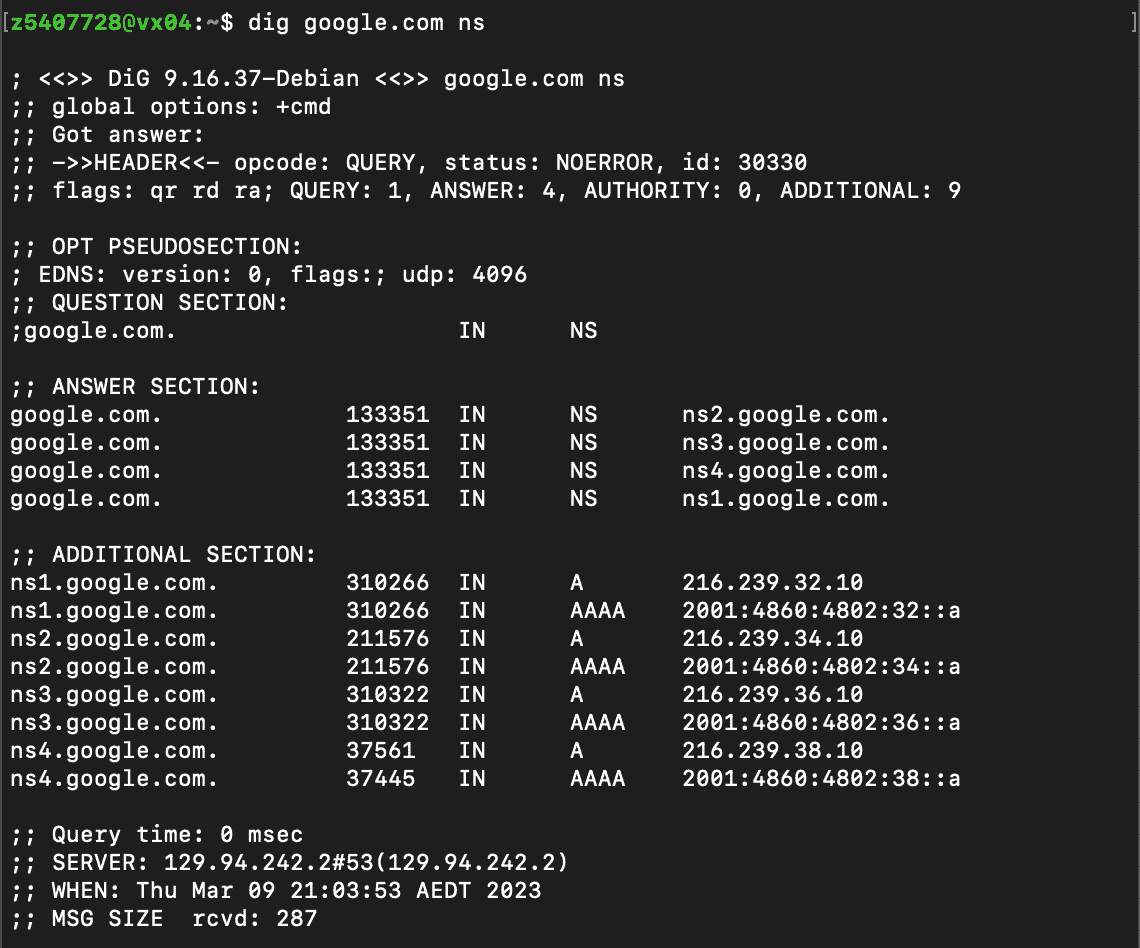 [z5407728@vx04:~$ dig google.com ns ]
; <<>> DiG 9.16.37-Debian <<>> google.com ns
;; global options: +cmd
;; Got answer:
;; ->>HEADER<<- opcode: QUERY, status: NOERROR, id: 30330
;; flags: qr rd ra; QUERY: 1, ANSWER: 4, AUTHORITY: 0, ADDITIONAL: 9
;; OPT PSEUDOSECTION:
; EDNS: version: 0, flags:; udp: 4096
;; QUESTION SECTION:
;google.com. IN NS
;; ANSWER SECTION:
google.com. 133351 IN NS ns2.google.com.
google.com. 133351 IN NS ns3.google.com.
google.com. 133351 IN NS ns4.google.com.
google.com. 133351 IN NS ns1.google.com.
;; ADDITIONAL SECTION:
ns1.google.com. 310266 IN A 216.239.32.10
ns1.google.com. 310266 IN AAAA 2001:4860:4802:32::a
ns2.google.com. 211576 IN A 216.239.34.10
ns2.google.com. 211576 IN AAAA 2001:4860:4802:34::a
ns3.google.com. 310322 IN A 216.239.36.10
ns3.google.com. 310322 IN AAAA 2001:4860:4802:36::a
ns4.google.com. 37561 IN A 216.239.38.10
ns4.google.com. 37445 IN AAAA 2001:4860:4802:38::a
;; Query time: 0 msec
;; SERVER: 129.94.242.2#53(129.94.242.2)
;; WHEN: Thu Mar 09 21:03:53 AEDT 2023
;; MSG SIZE  rcvd: 287